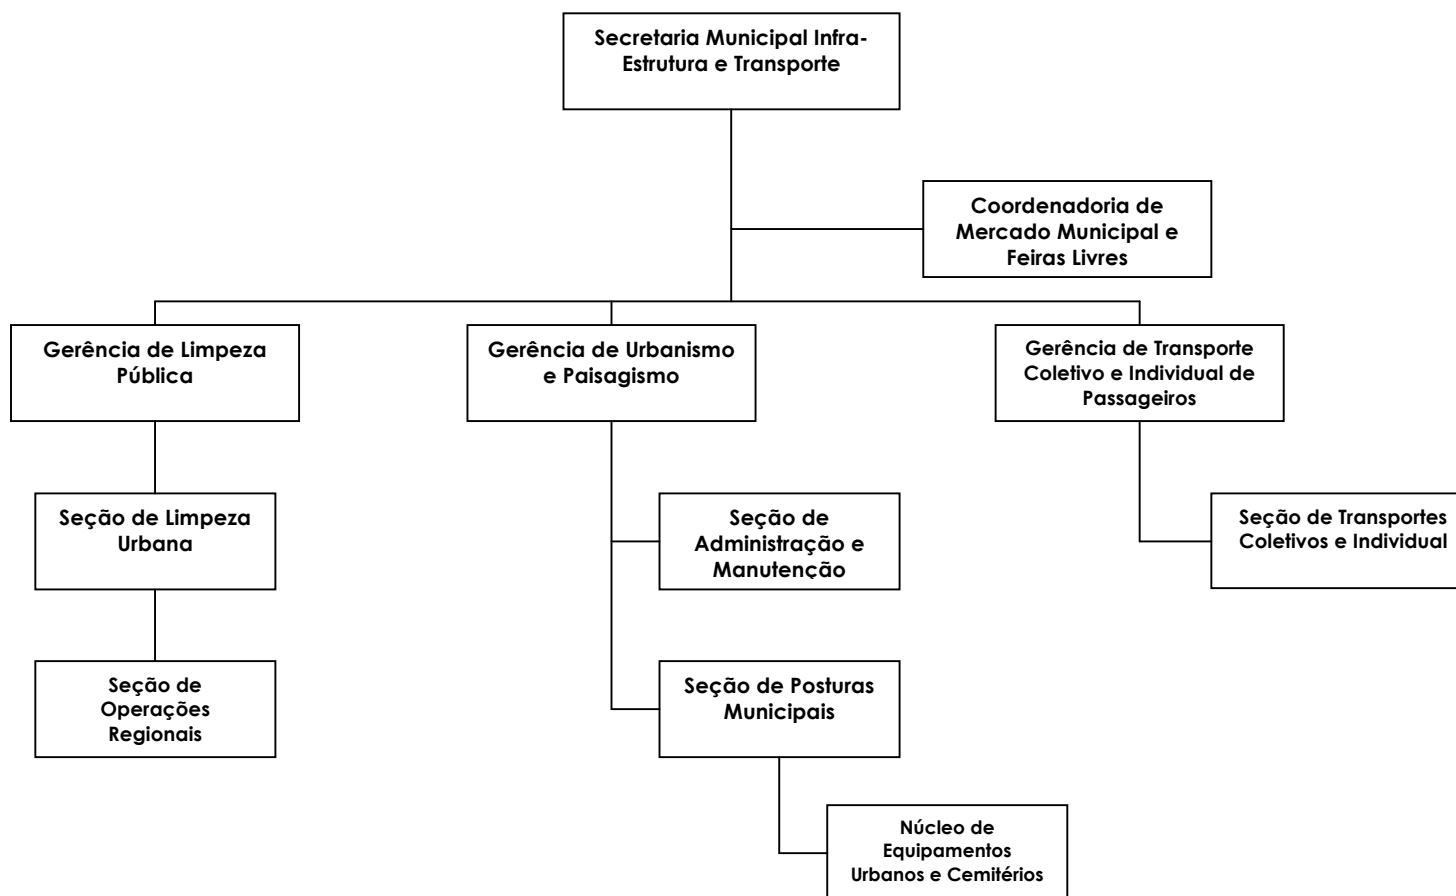 Secretaria Municipal Infra-
Estrutura e Transporte
Coordenadoria de
Mercado Municipal e
Feiras Livres
Gerência de Limpeza
Pública
Gerência de Urbanismo
e Paisagismo
Gerência de Transporte
Coletivo e Individual de
Passageiros
Seção de Limpeza
Urbana
Seção de
Administração e
Manutenção
Seção de Transportes
Coletivos e Individual
Seção de
Operações
Regionais
Seção de Posturas
Municipais
Núcleo de
Equipamentos
Urbanos e Cemitérios